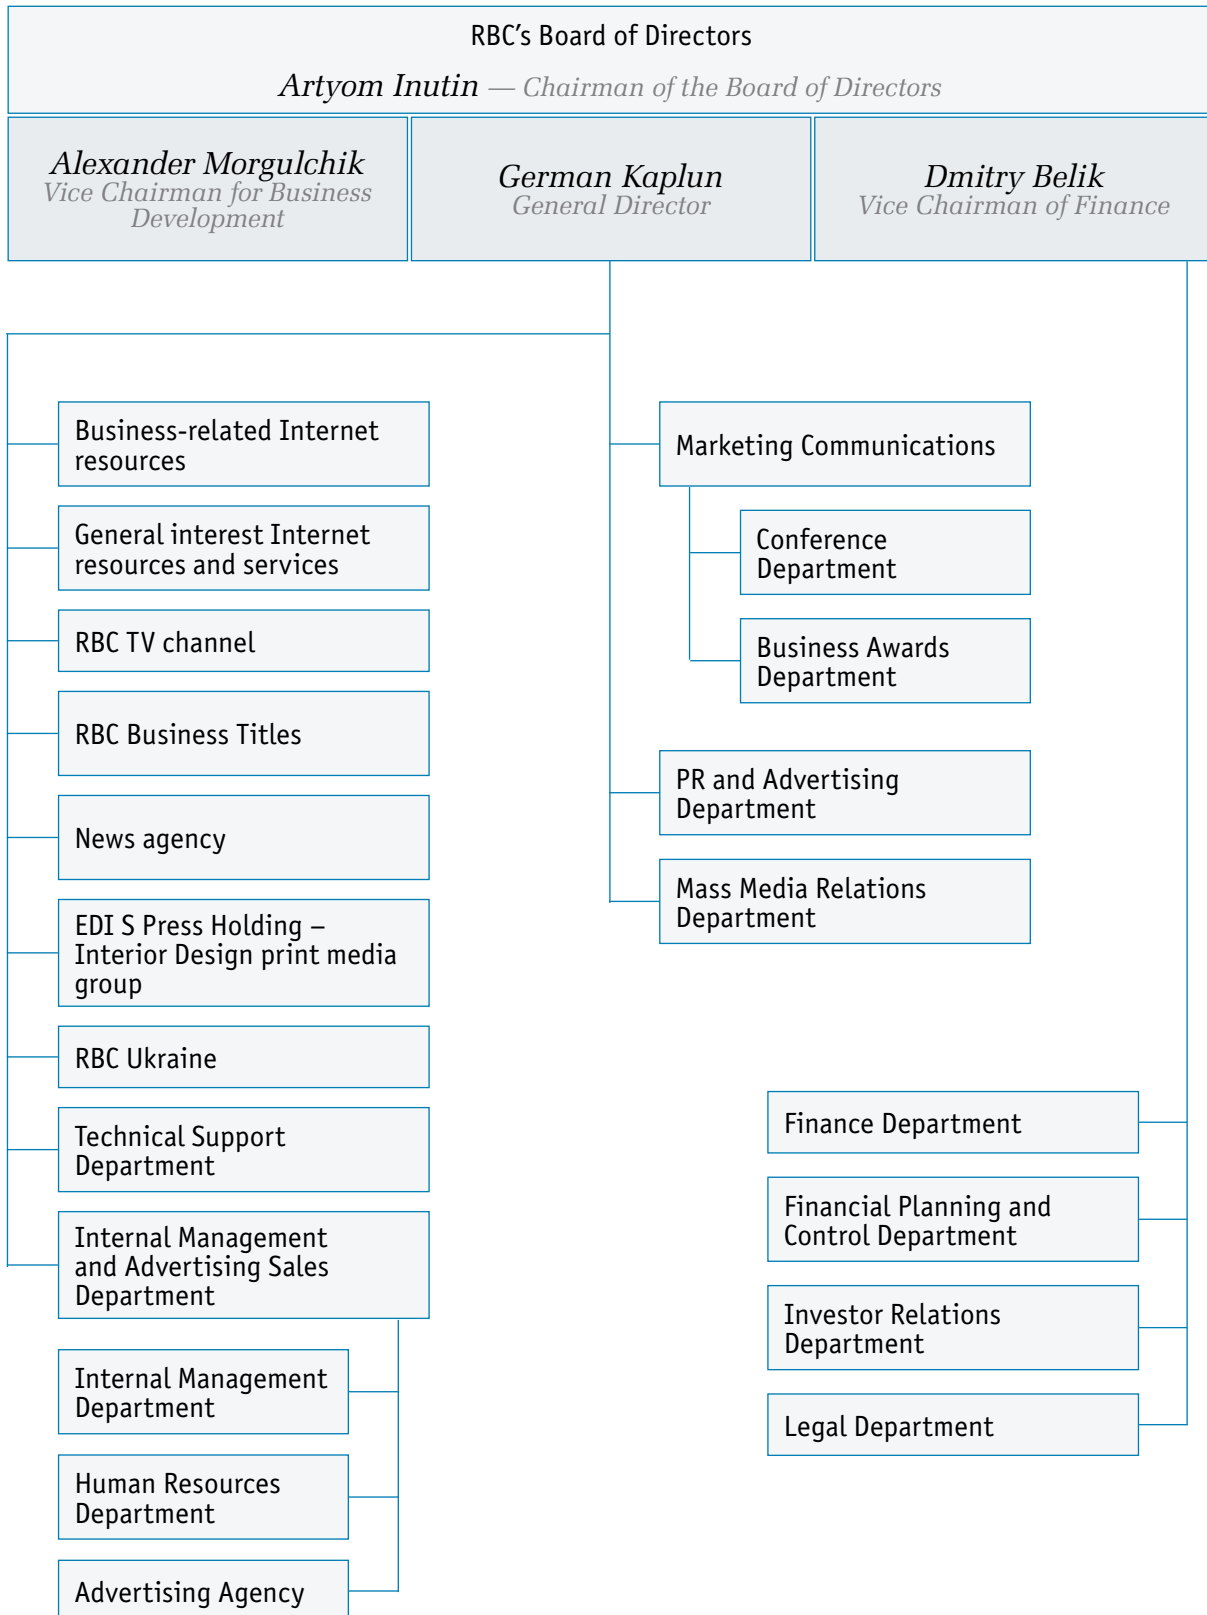 RBC's Board of Directors
Artyom Inutin — Chairman of the Board of Directors
Alexander Morgulchik
Vice Chairman for Business
Development
German Kaplun
General Director
Dmitry Belik
Vice Chairman of Finance
Business-related Internet
resources
General interest Internet
resources and services
RBC TV channel
RBC Business Titles
News agency
EDI S Press Holding –
Interior Design print media
group
RBC Ukraine
Technical Support
Department
Internal Management
and Advertising Sales
Department
Internal Management
Department
Human Resources
Department
Advertising Agency
Marketing Communications
Conference
Department
Business Awards
Department
PR and Advertising
Department
Mass Media Relations
Department
Finance Department
Financial Planning and
Control Department
Investor Relations
Department
Legal Department